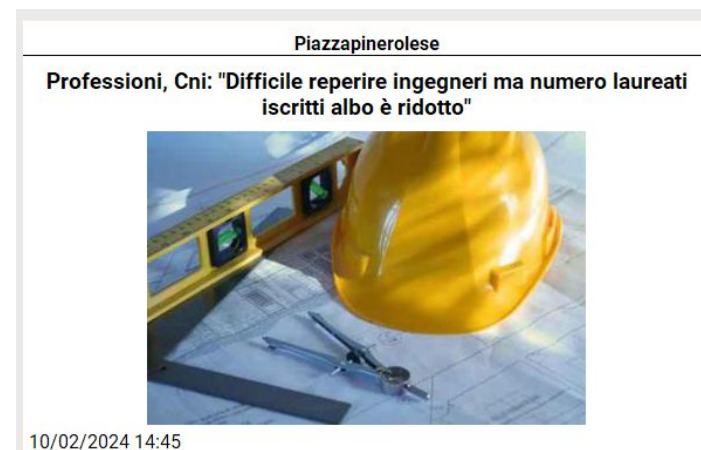 Piazzapinerolese
Professioni, Cni: "Difficile reperire ingegneri ma numero laureati
iscritti albo è ridotto"
10/02/2024 14:45